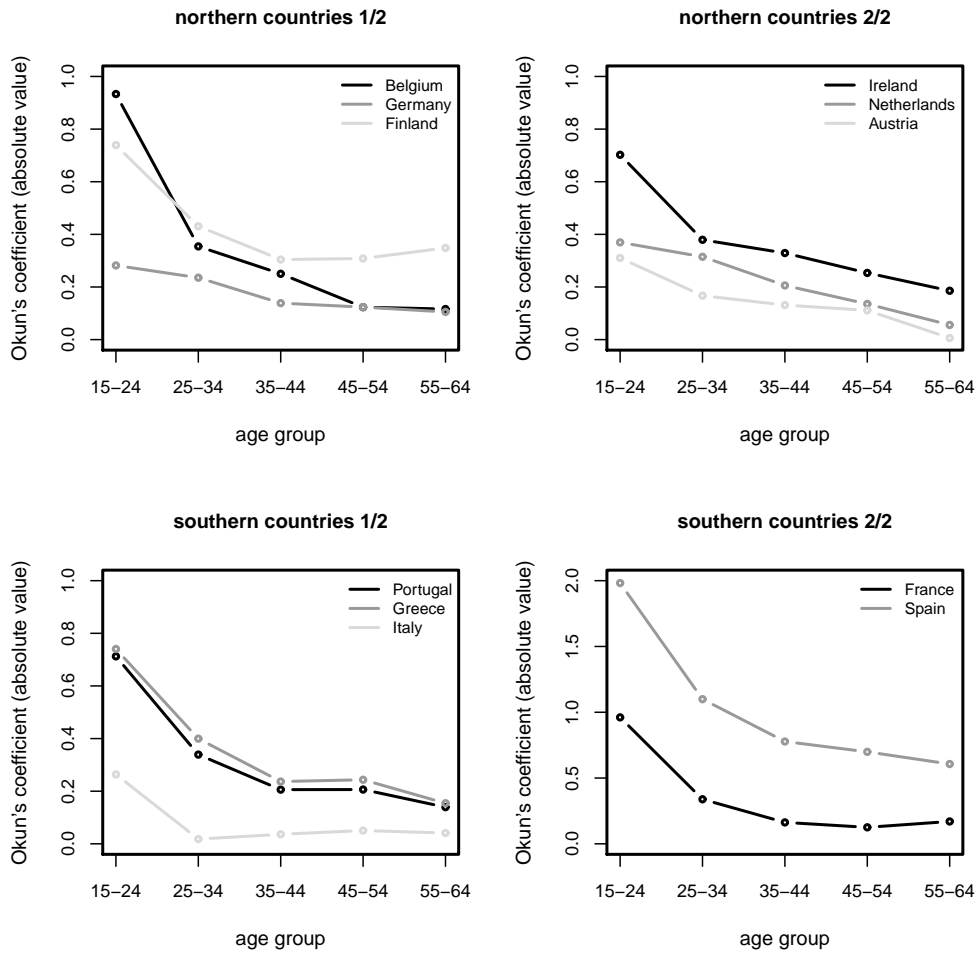 northern countries 1/2
Okun's coefficient (absolute value)
1.0
0.8
0.6
0.4
0.2
0.0
Belgium
Germany
Finland
15–24 25–34 35–44 45–54 55–64
age group
northern countries 2/2
Okun's coefficient (absolute value)
1.0
0.8
0.6
0.4
0.2
0.0
Ireland
Netherlands
Austria
15–24 25–34 35–44 45–54 55–64
age group
southern countries 1/2
Okun's coefficient (absolute value)
1.0
0.8
0.6
0.4
0.2
0.0
Portugal
Greece
Italy
15–24 25–34 35–44 45–54 55–64
age group
southern countries 2/2
Okun's coefficient (absolute value)
2.0
1.5
1.0
0.5
0.0
France
Spain
15–24 25–34 35–44 45–54 55–64
age group